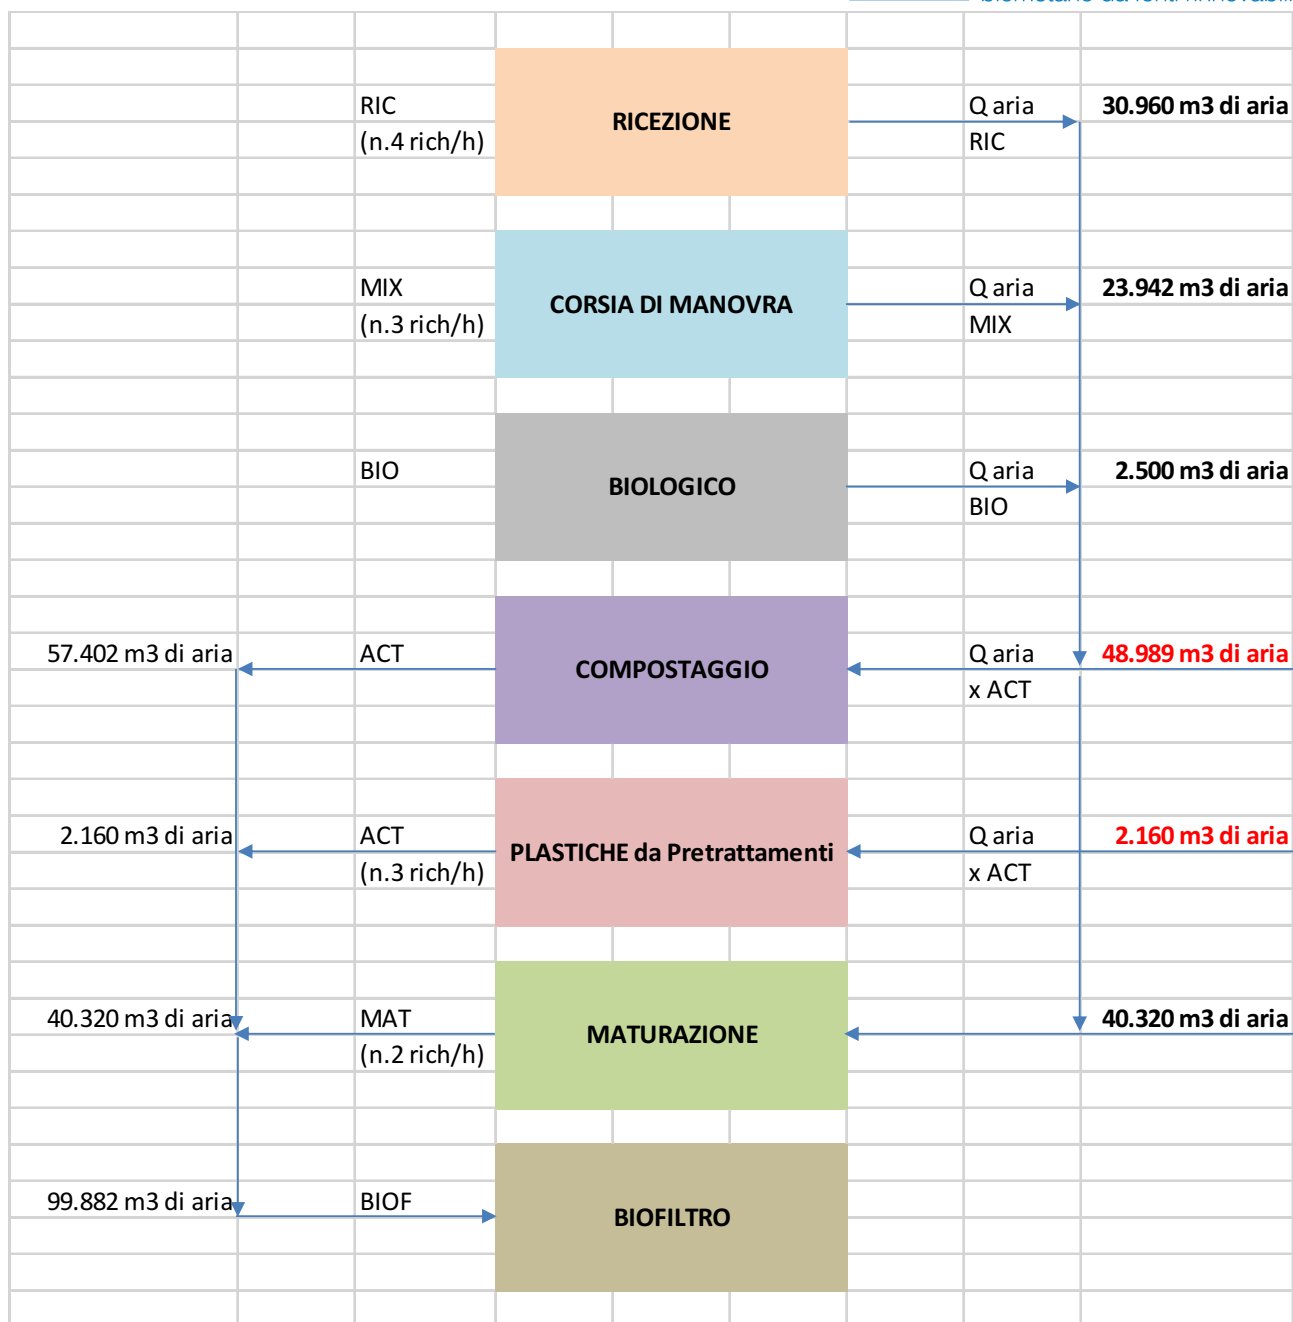 biometano da fonti rinnovabili
RIC
(n.4 rich/h)
RICEZIONE
Q aria
RIC
30.960 m3 di aria
MIX
(n.3 rich/h)
CORSIA DI MANOVRA
Q aria
MIX
23.942 m3 di aria
BIO
BIOLOGICO
Q aria
BIO
2.500 m3 di aria
57.402 m3 di aria
ACT
COMPOSTAGGIO
Q aria
x ACT
48.989 m3 di aria
2.160 m3 di aria
ACT
(n.3 rich/h)
PLASTICHE da Pretrattamenti
Q aria
x ACT
2.160 m3 di aria
40.320 m3 di aria
MAT
(n.2 rich/h)
MATURAZIONE
40.320 m3 di aria
99.882 m3 di aria
BIOF
BIOFILTRO